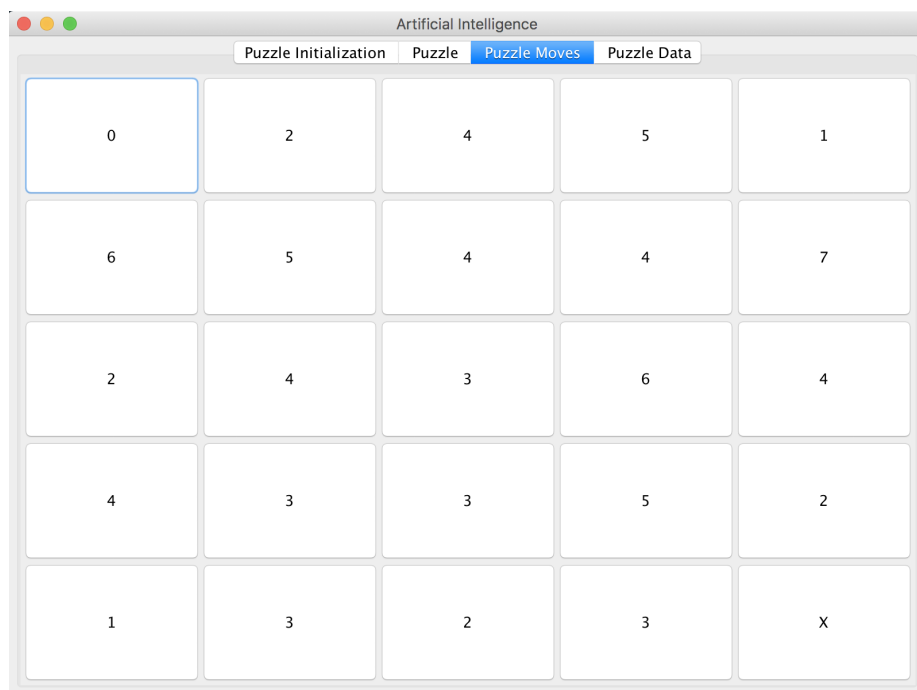 Artificial Intelligence
Puzzle Initialization Puzzle Puzzle Moves Puzzle Data
0 2 4 5 1
6 5 4 4 7
2 4 3 6 4
4 3 3 5 2
1 3 2 3 X